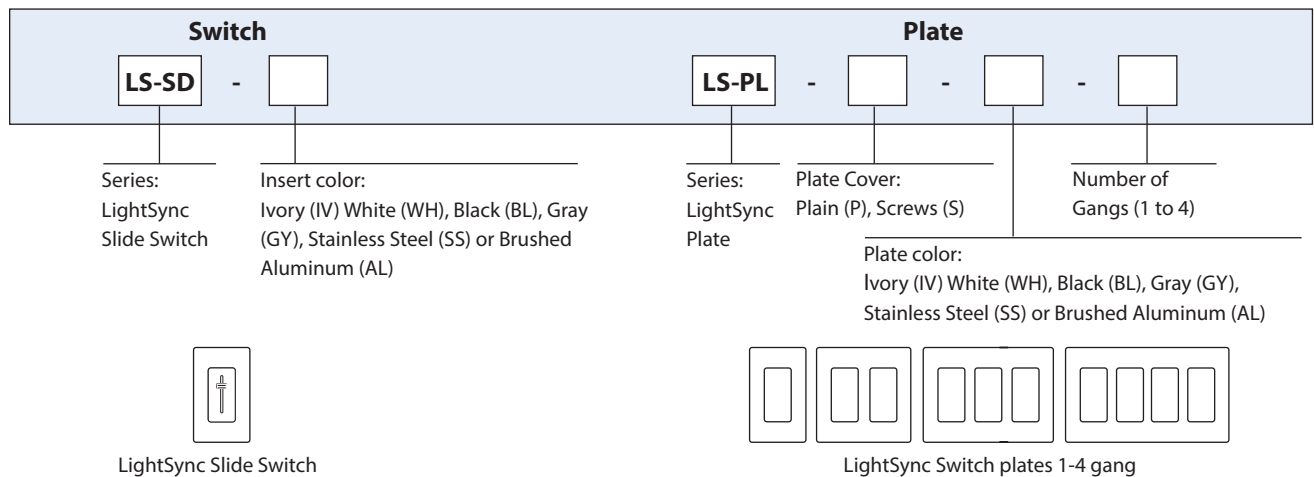 Switch
Plate
LS-SD -
LS-PL - - -
Series:
LightSync
Slide Switch
Insert color:
Ivory (IV) White (WH), Black (BL), Gray
(GY), Stainless Steel (SS) or Brushed
Aluminum (AL)
Series:
LightSync
Plate
Plate Cover:
Plain (P), Screws (S)
Number of
Gangs (1 to 4)
Plate color:
Ivory (IV) White (WH), Black (BL), Gray (GY),
Stainless Steel (SS) or Brushed Aluminum (AL)
LightSync Slide Switch
LightSync Switch plates 1-4 gang